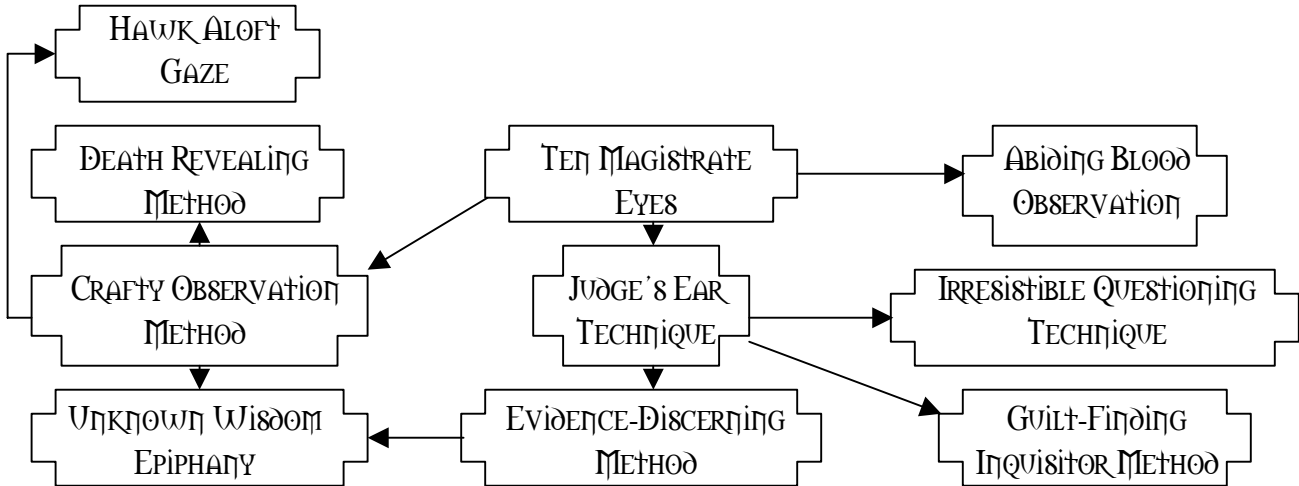 Hawk Aloft
Gaze
Death Revealing
Method
Ten Magistrate
Eyes
Abiding Blood
Observation
Crafty Observation
Method
Judge's Ear
Technique
Irresistible Questioning
Technique
Unknown Wisdom
Epiphany
Evidence-Discerning
Method
Guilt-Finding
Inquisitor Method